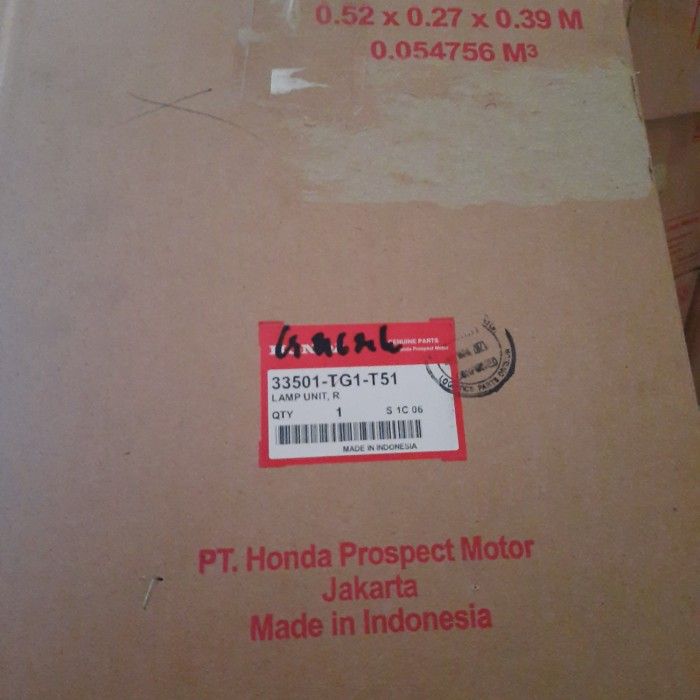 0.52 x 0.27 x 0.39 M
0.054756 M³
GENUINE PARTS
Honda Prospect Motor
33501-TG1-T51
LAMP UNIT, R
QTY 1 S 1C 06
MADE IN INDONESIA
PT. Honda Prospect Motor
Jakarta
Made in Indonesia